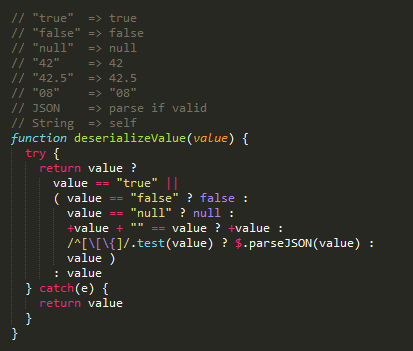 // "true"  => true
// "false" => false
// "null"  => null
// "42"    => 42
// "42.5"  => 42.5
// "08"    => "08"
// JSON    => parse if valid
// String  => self
function deserializeValue(value) {
  try {
    return value ?
      value == "true" ||
      ( value == "false" ? false :
        value == "null" ? null :
        +value + "" == value ? +value :
        /^[\[\{]/.test(value) ? $.parseJSON(value) :
        value )
      : value
  } catch(e) {
    return value
  }
}